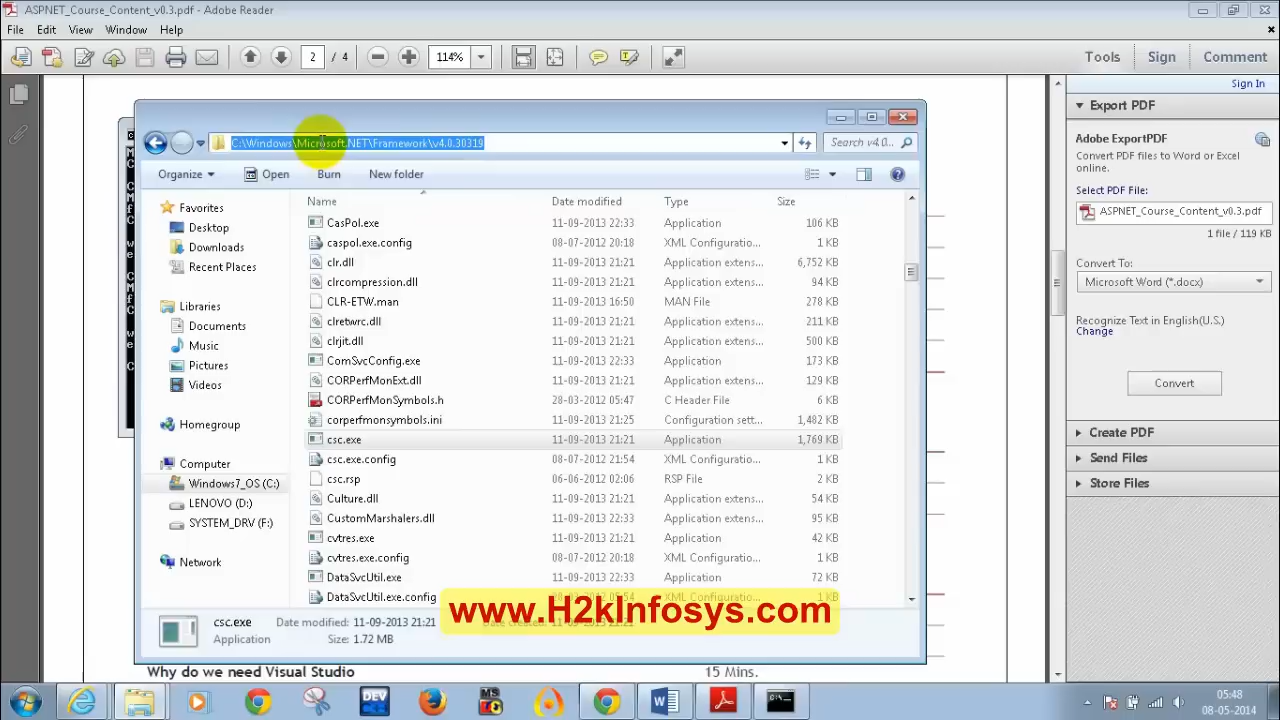 ASPNET_Course_Content_v0.3.pdf - Adobe Reader
File Edit View Window Help
2 / 4 114% Tools Sign Comment
Sign In
C:\Windows\Microsoft.NET\Framework\v4.0.30319 Search v4.0...
Organize Open Burn New folder
Name Date modified Type Size
CasPol.exe 11-09-2013 22:33 Application 106 KB
caspol.exe.config 08-07-2012 20:18 XML Configuratio... 1 KB
clr.dll 11-09-2013 21:21 Application extens... 6,752 KB
clrcompression.dll 11-09-2013 21:21 Application extens... 94 KB
CLR-ETW.man 11-09-2013 16:50 MAN File 278 KB
clretwrc.dll 11-09-2013 21:21 Application extens... 211 KB
clrjit.dll 11-09-2013 21:21 Application extens... 500 KB
ComSvcConfig.exe 11-09-2013 22:33 Application 173 KB
CORPerfMonExt.dll 11-09-2013 21:21 Application extens... 129 KB
CORPerfMonSymbols.h 28-03-2012 05:47 C Header File 6 KB
corperfmonsymbols.ini 11-09-2013 21:25 Configuration sett... 1,482 KB
csc.exe 11-09-2013 21:21 Application 1,769 KB
csc.exe.config 08-07-2012 21:54 XML Configuratio... 1 KB
csc.rsp 06-06-2012 02:06 RSP File 2 KB
Culture.dll 11-09-2013 21:21 Application extens... 54 KB
CustomMarshalers.dll 11-09-2013 22:33 Application extens... 95 KB
cvtres.exe 11-09-2013 21:21 Application 42 KB
cvtres.exe.config 08-07-2012 20:18 XML Configuratio... 1 KB
DataSvcUtil.exe 11-09-2013 22:33 Application 72 KB
DataSvcUtil.exe.config XML Configuratio... 1 KB
Favorites
Desktop
Downloads
Recent Places
Libraries
Documents
Music
Pictures
Videos
Homegroup
Computer
Windows7_OS (C:)
LENOVO (D:)
SYSTEM_DRV (F:)
Network
csc.exe Date modified: 11-09-2013 21:21
Application Size: 1.72 MB
www.H2kInfosys.com
Why do we need Visual Studio 15 Mins.
Export PDF
Adobe ExportPDF
Convert PDF files to Word or Excel
online.
Select PDF File:
ASPNET_Course_Content_v0.3.pdf
1 file / 119 KB
Convert To:
Microsoft Word (*.docx)
Recognize Text in English(U.S.)
Change
Convert
Create PDF
Send Files
Store Files
DEV
MS
05:48
08-05-2014